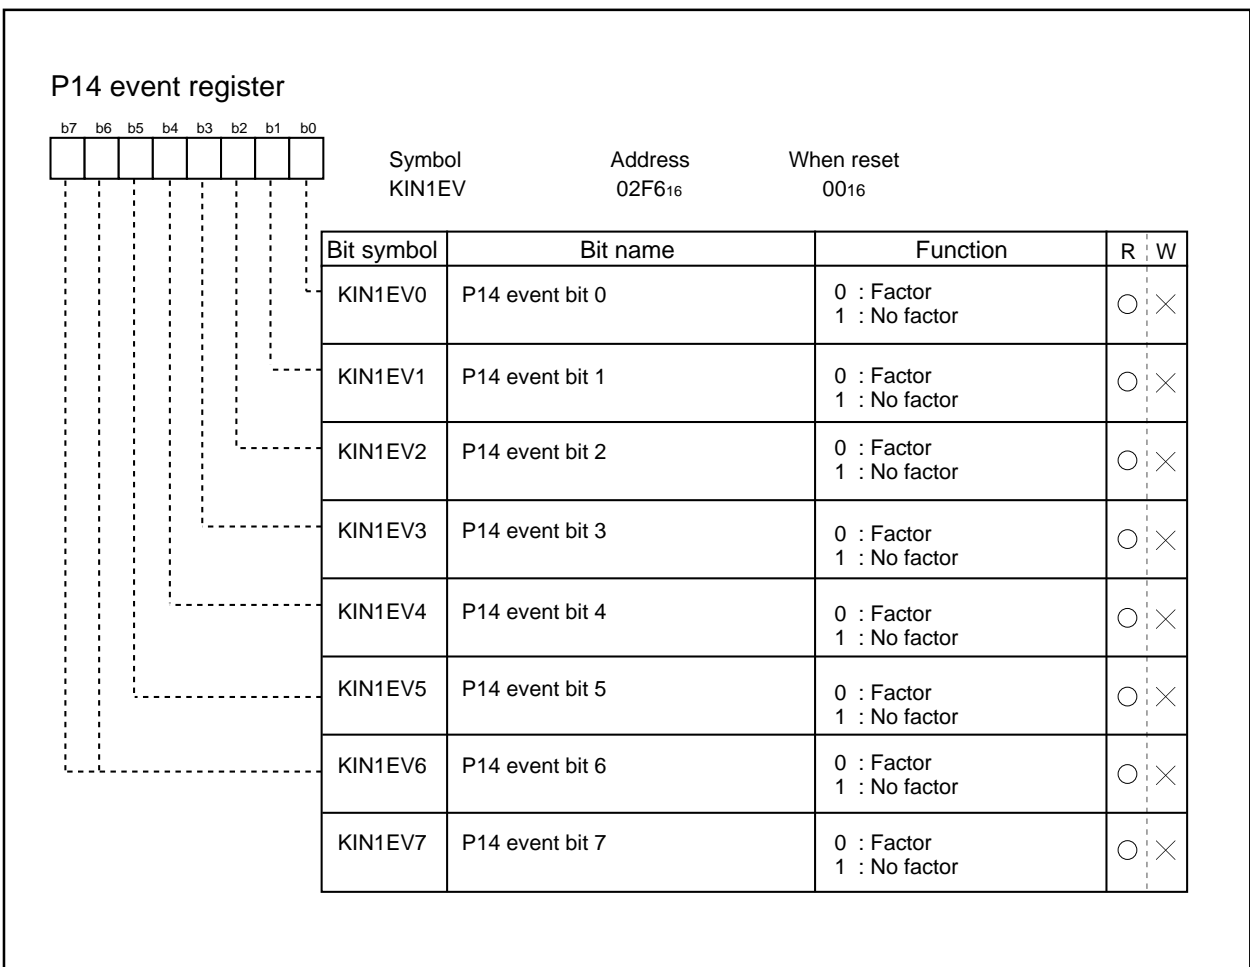 P14 event register
b7 b6 b5 b4 b3 b2 b1 b0
Symbol Address When reset
KIN1EV 02F616 0016
Bit symbol Bit name Function R W
KIN1EV0 P14 event bit 0 0 : Factor
1 : No factor
KIN1EV1 P14 event bit 1 0 : Factor
1 : No factor
KIN1EV2 P14 event bit 2 0 : Factor
1 : No factor
KIN1EV3 P14 event bit 3 0 : Factor
1 : No factor
KIN1EV4 P14 event bit 4 0 : Factor
1 : No factor
KIN1EV5 P14 event bit 5 0 : Factor
1 : No factor
KIN1EV6 P14 event bit 6 0 : Factor
1 : No factor
KIN1EV7 P14 event bit 7 0 : Factor
1 : No factor